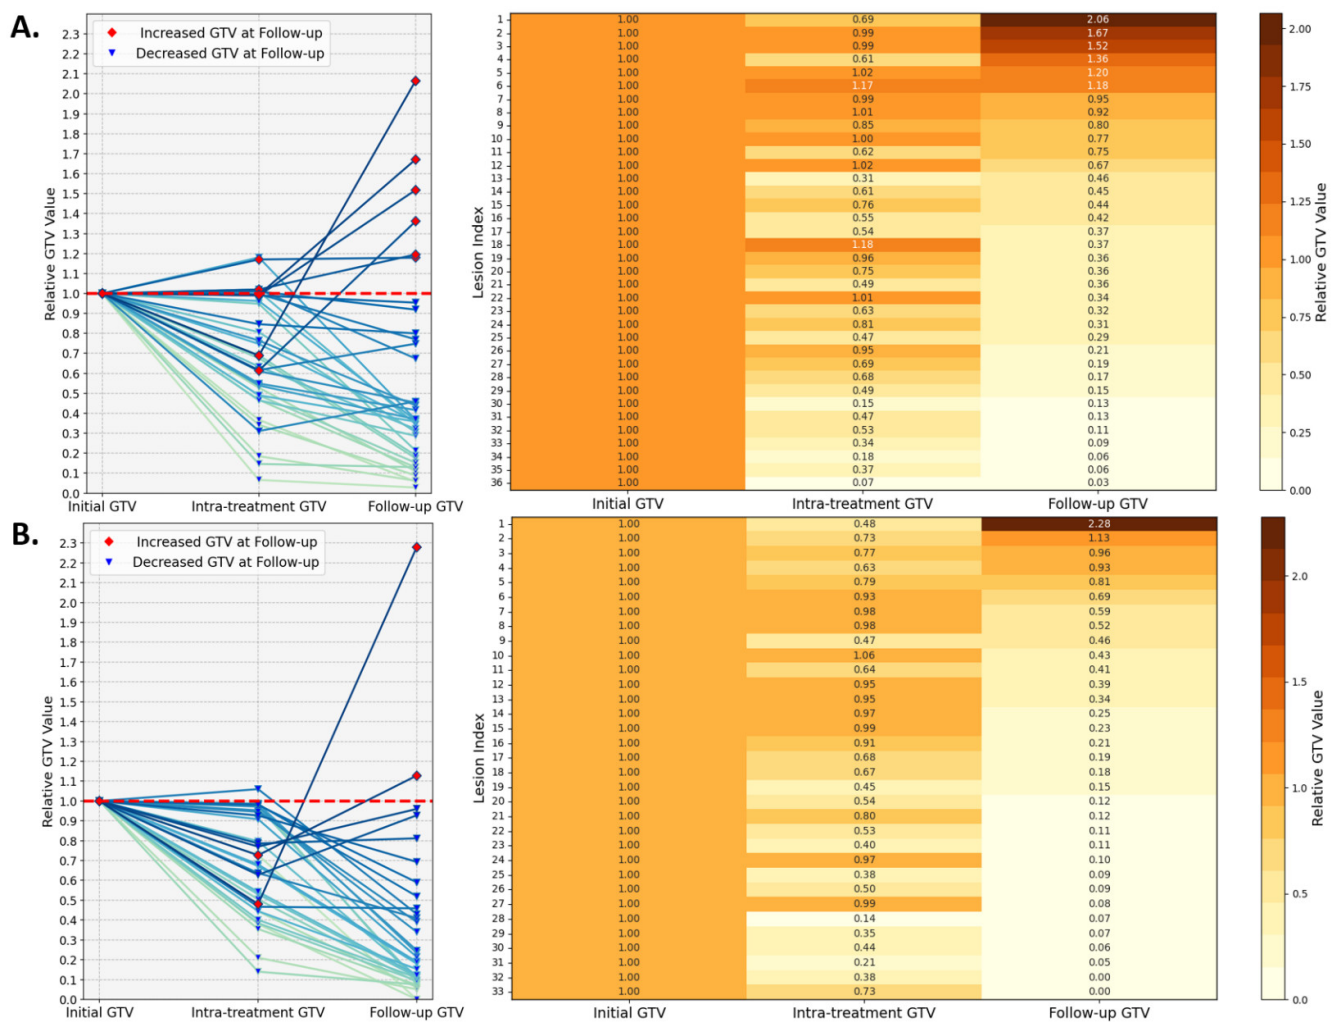 A.
Increased GTV at Follow-up
Decreased GTV at Follow-up
Relative GTV Value
2.3
2.2
2.1
2.0
1.9
1.8
1.7
1.6
1.5
1.4
1.3
1.2
1.1
1.0
0.9
0.8
0.7
0.6
0.5
0.4
0.3
0.2
0.1
0.0
Initial GTV Intra-treatment GTV Follow-up GTV
Lesion Index
1 1.00 0.69 2.06
2 1.00 0.99 1.67
3 1.00 0.99 1.52
4 1.00 0.61 1.36
5 1.00 1.02 1.20
6 1.00 1.17 1.18
7 1.00 0.99 0.95
8 1.00 1.01 0.92
9 1.00 0.85 0.80
10 1.00 1.00 0.77
11 1.00 0.62 0.75
12 1.00 1.02 0.67
13 1.00 0.31 0.46
14 1.00 0.61 0.45
15 1.00 0.76 0.44
16 1.00 0.55 0.42
17 1.00 0.54 0.37
18 1.00 1.18 0.37
19 1.00 0.96 0.36
20 1.00 0.75 0.36
21 1.00 0.49 0.36
22 1.00 1.01 0.34
23 1.00 0.63 0.32
24 1.00 0.81 0.31
25 1.00 0.47 0.29
26 1.00 0.95 0.21
27 1.00 0.69 0.19
28 1.00 0.68 0.17
29 1.00 0.49 0.15
30 1.00 0.15 0.13
31 1.00 0.47 0.13
32 1.00 0.53 0.11
33 1.00 0.34 0.09
34 1.00 0.18 0.06
35 1.00 0.37 0.06
36 1.00 0.07 0.03
Initial GTV Intra-treatment GTV Follow-up GTV
2.00
1.75
1.50
1.25
1.00
0.75
0.50
0.25
0.00
Relative GTV Value
B.
Increased GTV at Follow-up
Decreased GTV at Follow-up
Relative GTV Value
2.3
2.2
2.1
2.0
1.9
1.8
1.7
1.6
1.5
1.4
1.3
1.2
1.1
1.0
0.9
0.8
0.7
0.6
0.5
0.4
0.3
0.2
0.1
0.0
Initial GTV Intra-treatment GTV Follow-up GTV
Lesion Index
1 1.00 0.48 2.28
2 1.00 0.73 1.13
3 1.00 0.77 0.96
4 1.00 0.63 0.93
5 1.00 0.79 0.81
6 1.00 0.93 0.69
7 1.00 0.98 0.59
8 1.00 0.98 0.52
9 1.00 0.47 0.46
10 1.00 1.06 0.43
11 1.00 0.64 0.41
12 1.00 0.95 0.39
13 1.00 0.95 0.34
14 1.00 0.97 0.25
15 1.00 0.99 0.23
16 1.00 0.91 0.21
17 1.00 0.68 0.19
18 1.00 0.67 0.18
19 1.00 0.45 0.15
20 1.00 0.54 0.12
21 1.00 0.80 0.12
22 1.00 0.53 0.11
23 1.00 0.40 0.11
24 1.00 0.97 0.10
25 1.00 0.38 0.09
26 1.00 0.50 0.09
27 1.00 0.99 0.08
28 1.00 0.14 0.07
29 1.00 0.35 0.07
30 1.00 0.44 0.06
31 1.00 0.21 0.05
32 1.00 0.38 0.00
33 1.00 0.73 0.00
Initial GTV Intra-treatment GTV Follow-up GTV
2.0
1.5
1.0
0.5
0.0
Relative GTV Value